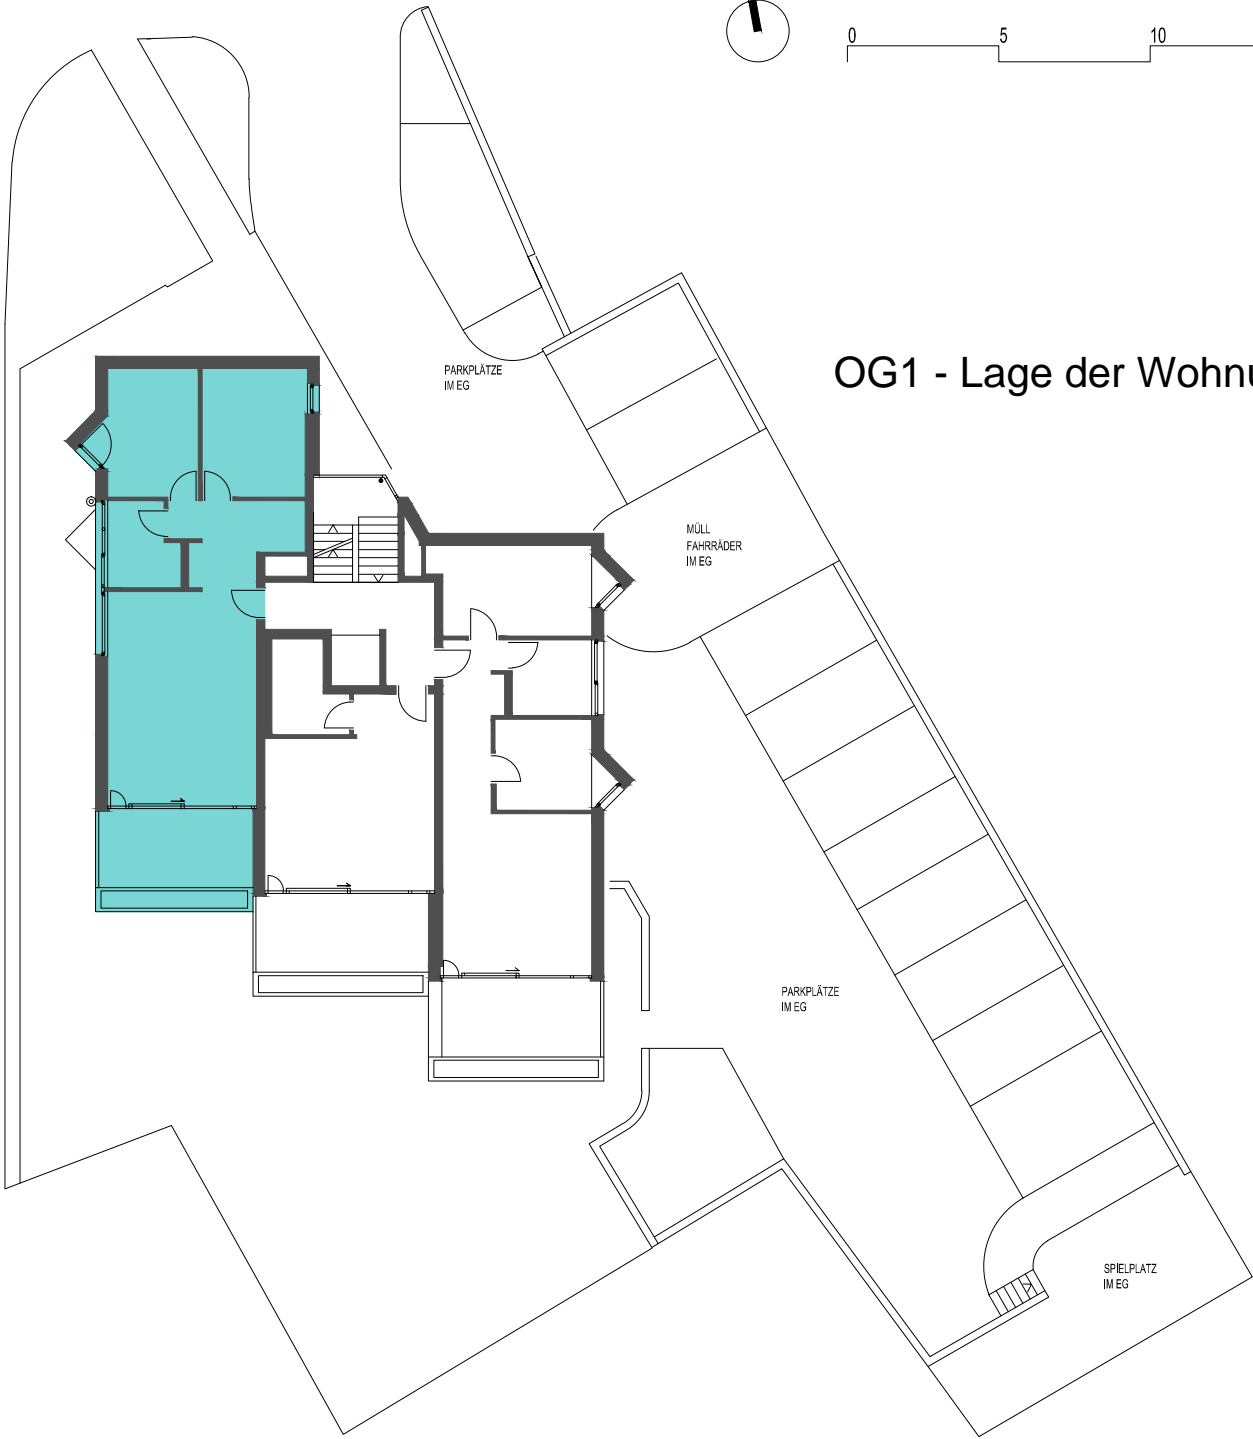 0 5 10
PARKPLÄTZE
IM EG
OG1 - Lage der
MÜLL
FAHRRÄDER
IM EG
PARKPLÄTZE
IM EG
SPIELPLATZ
IM EG